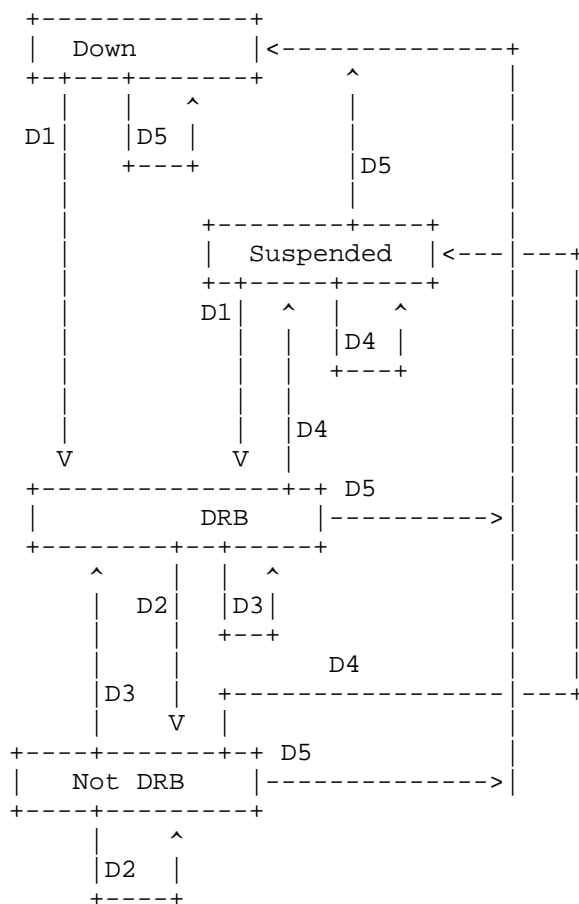 Down
D1 D5
D5
Suspended
D1
D4
D4
D5
DRB
D2 D3
D4
D3
D5
Not DRB
D2